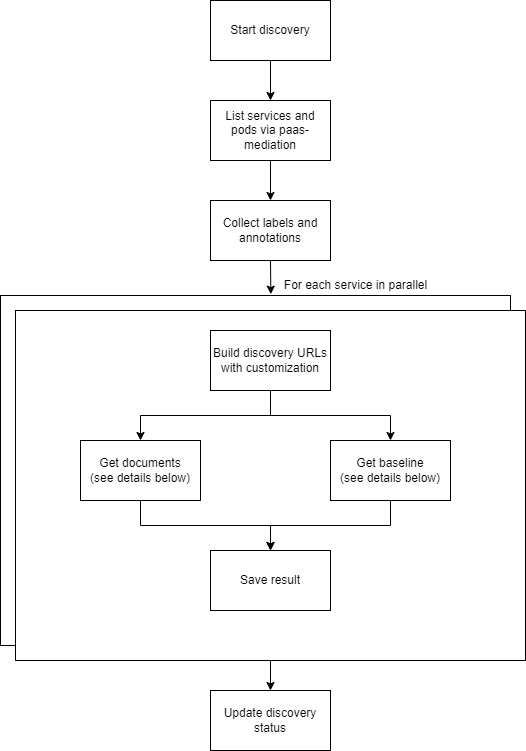 Start discovery
List services and
pods via paas-
mediation
Collect labels and
annotations
For each service in parallel
Build discovery URLs
with customization
Get documents
(see details below)
Get baseline
(see details below)
Save result
Update discovery
status